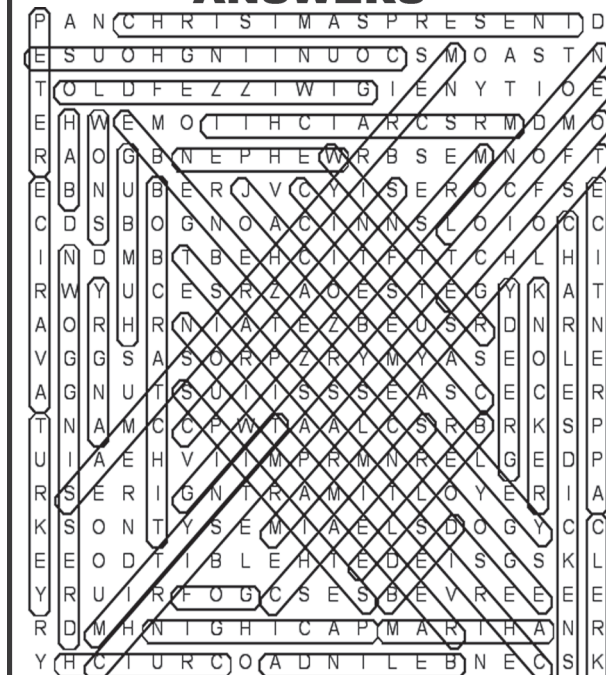 ANSWERS
P A N C H R I S T M A S P R E S E N T D
E S U O H G N I T N U O C S M O A S T N
T O L D F E Z Z I W I G I E N Y T I O E
E H W E M O T I H C T A R C S R M D M O
R A O G B N E P H E W R B S E M N O F T
E B N U B E R J V C Y I S E R O C F S E
C D S B O G N O A C I N N S L O I O C C
I N D M B T B E H C I T F T T C H L H I
R W Y U C E S R Z A O E S T E G Y K A T
A O R H R N I A T E Z B E U S R D N R N
V G G S A S O R P Z R Y M Y A S E O L E
A G N U T S U I I S S S E A S C E C E R
T N A M C C P W T A A L C S R B R K S P
U I A E H V I I M P R M N R E L G E D P
R S E R I G N T R A M I T L O Y E R I A
K S O N T Y S E M I A E L S D O G Y C C
E E O D T I B L E H T E D E I S G S K L
Y R U I R F O G C S E S B E V R E E E E
R D M H N I G H T C A P M A R T H A N R
Y H C T U R C O A D N I L E B N E C S K